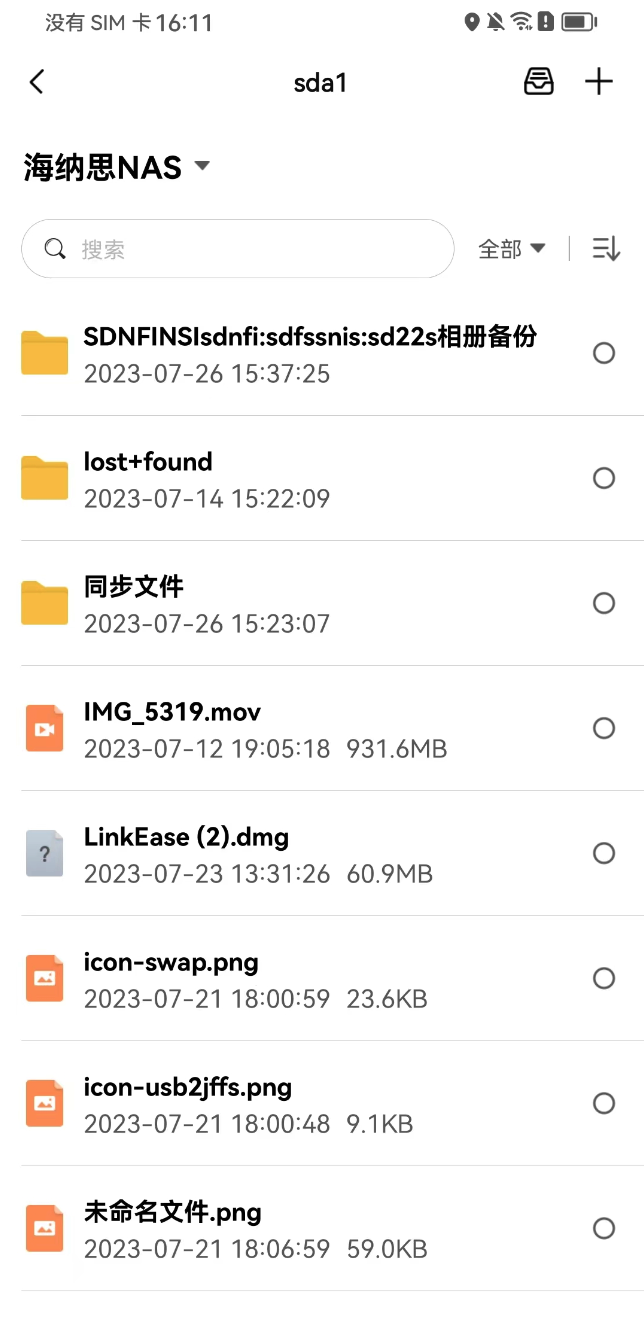 没有 SIM 卡 16:11
sda1
海纳思NAS
搜索
全部
SDNFINSIsdnfi:sdfssnis:sd22s相册备份
2023-07-26 15:37:25
lost+found
2023-07-14 15:22:09
同步文件
2023-07-26 15:23:07
IMG_5319.mov
2023-07-12 19:05:18 931.6MB
LinkEase (2).dmg
2023-07-23 13:31:26 60.9MB
icon-swap.png
2023-07-21 18:00:59 23.6KB
icon-usb2jffs.png
2023-07-21 18:00:48 9.1KB
未命名文件.png
2023-07-21 18:06:59 59.0KB